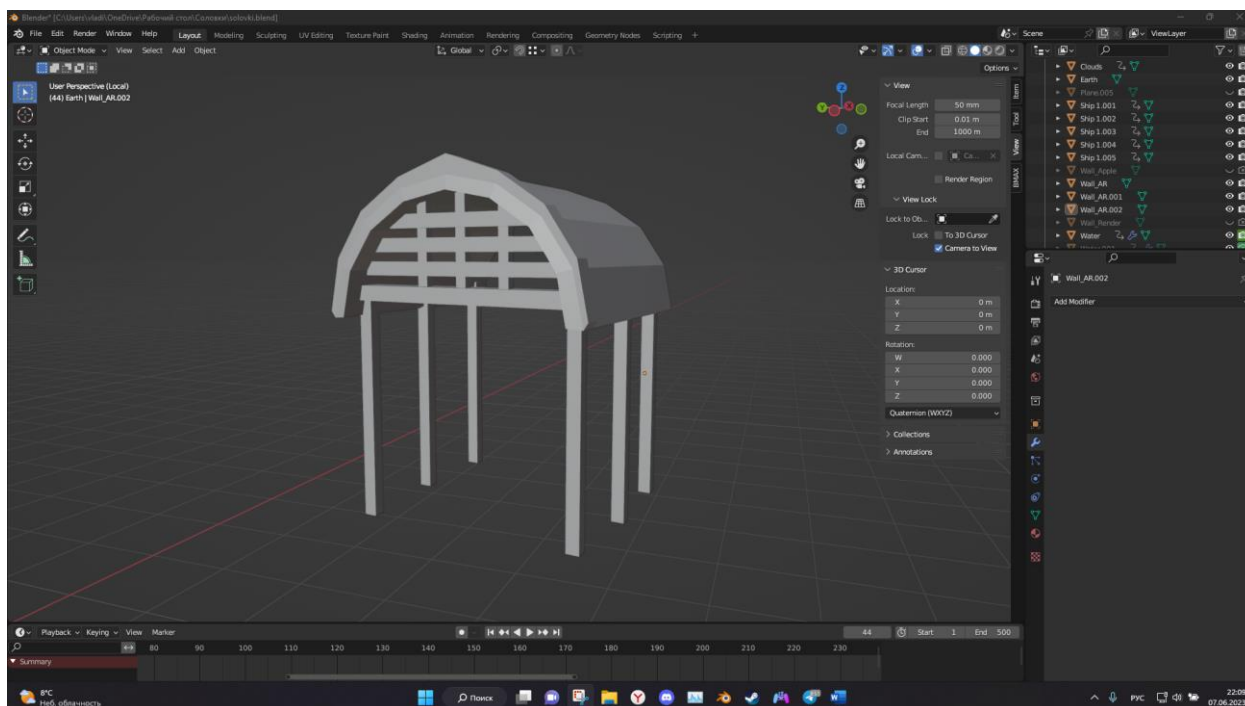 Blender* [C:\Users\vladi\OneDrive\Рабочий стол\Соловки\solovki.blend]
File Edit Render Window Help Layout Modeling Sculpting UV Editing Texture Paint Shading Animation Rendering Compositing Geometry Nodes Scripting + Scene ViewLayer
Object Mode View Select Add Object Global
Options
User Perspective (Local)
(44) Earth | Wall_AR.002
View
Focal Length 50 mm
Clip Start 0.01 m
End 1000 m
Local Cam... Ca...
Render Region
View Lock
Lock to Ob...
Lock To 3D Cursor
Camera to View
3D Cursor
Location:
X 0 m
Y 0 m
Z 0 m
Rotation:
W 0.000
X 0.000
Y 0.000
Z 0.000
Quaternion (WXYZ)
Collections
Annotations
Item
Tool
View
BMAX
Clouds
Earth
Plane.005
Ship 1.001
Ship 1.002
Ship 1.003
Ship 1.004
Ship 1.005
Wall_Apple
Wall_AR
Wall_AR.001
Wall_AR.002
Wall_Render
Water
Wall_AR.002
Add Modifier
Playback Keying View Marker 44 Start 1 End 500
80 90 100 110 120 130 140 150 160 170 180 190 200 210 220 230
Summary
8°C
Неб. облачность
Поиск
РУС
22:09
07.06.2023